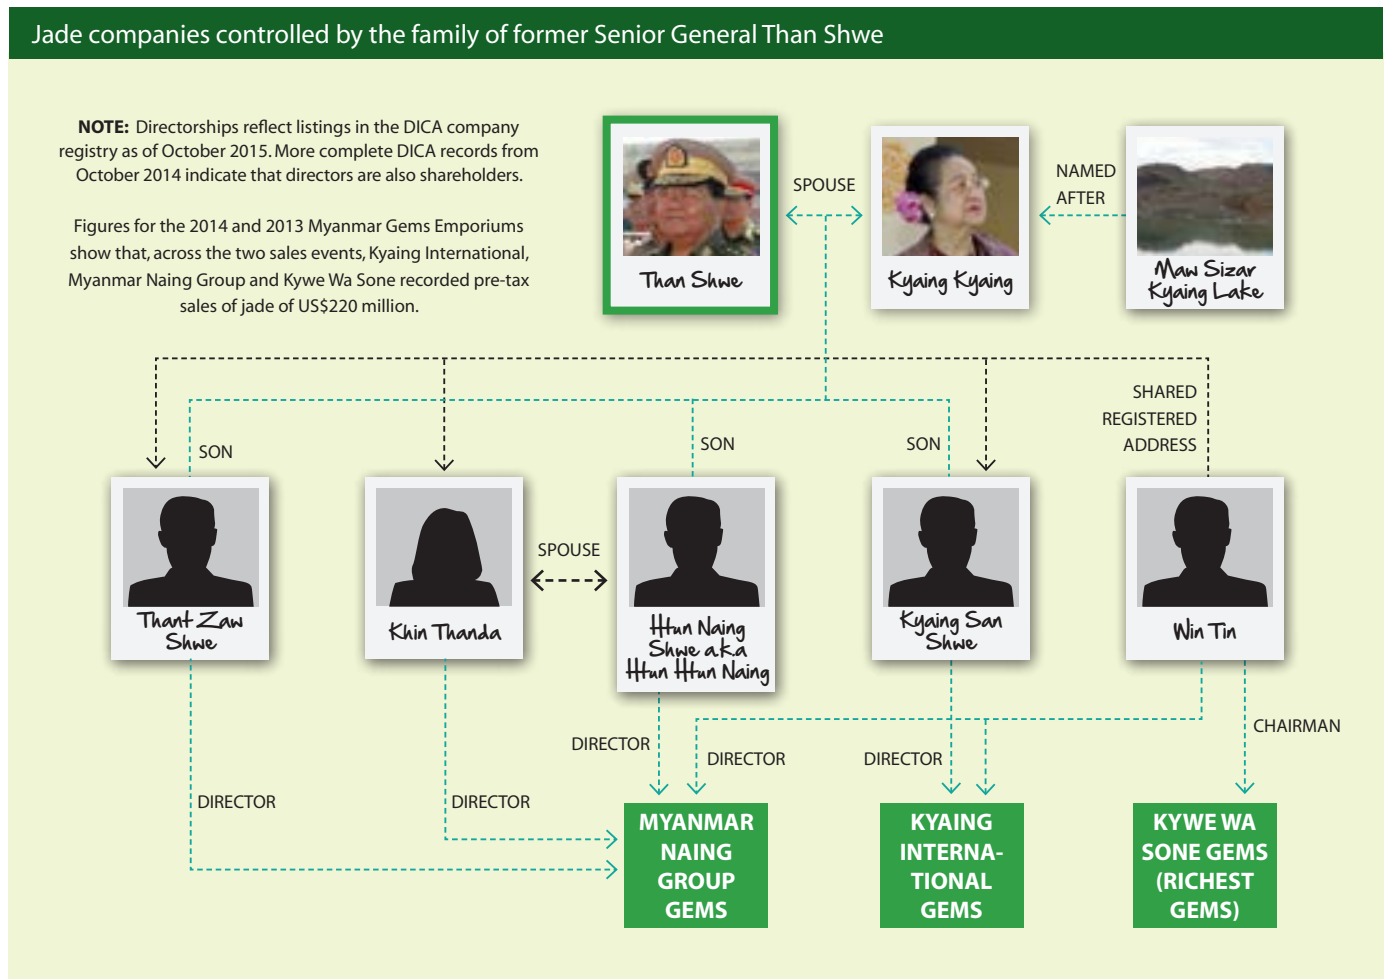 Jade companies controlled by the family of former Senior General Than Shwe
NOTE: Directorships reflect listings in the DICA company
registry as of October 2015. More complete DICA records from
October 2014 indicate that directors are also shareholders.
Figures for the 2014 and 2013 Myanmar Gems Emporiums
show that, across the two sales events, Kyaing International,
Myanmar Naing Group and Kywe Wa Sone recorded pre-tax
sales of jade of US$220 million.
Than Shwe
SPOUSE
Kyaing Kyaing
NAMED
AFTER
Maw Sizar
Kyaing Lake
SHARED
REGISTERED
ADDRESS
SON
SON
SON
Thant Zaw
Shwe
Khin Thanda
SPOUSE
Htun Naing
Shwe a.k.a
Htun Htun Naing
Kyaing San
Shwe
Win Tin
DIRECTOR
DIRECTOR
DIRECTOR
DIRECTOR
DIRECTOR
CHAIRMAN
MYANMAR
NAING
GROUP
GEMS
KYAING
INTERNA-
TIONAL
GEMS
KYWE WA
SONE GEMS
(RICHEST
GEMS)